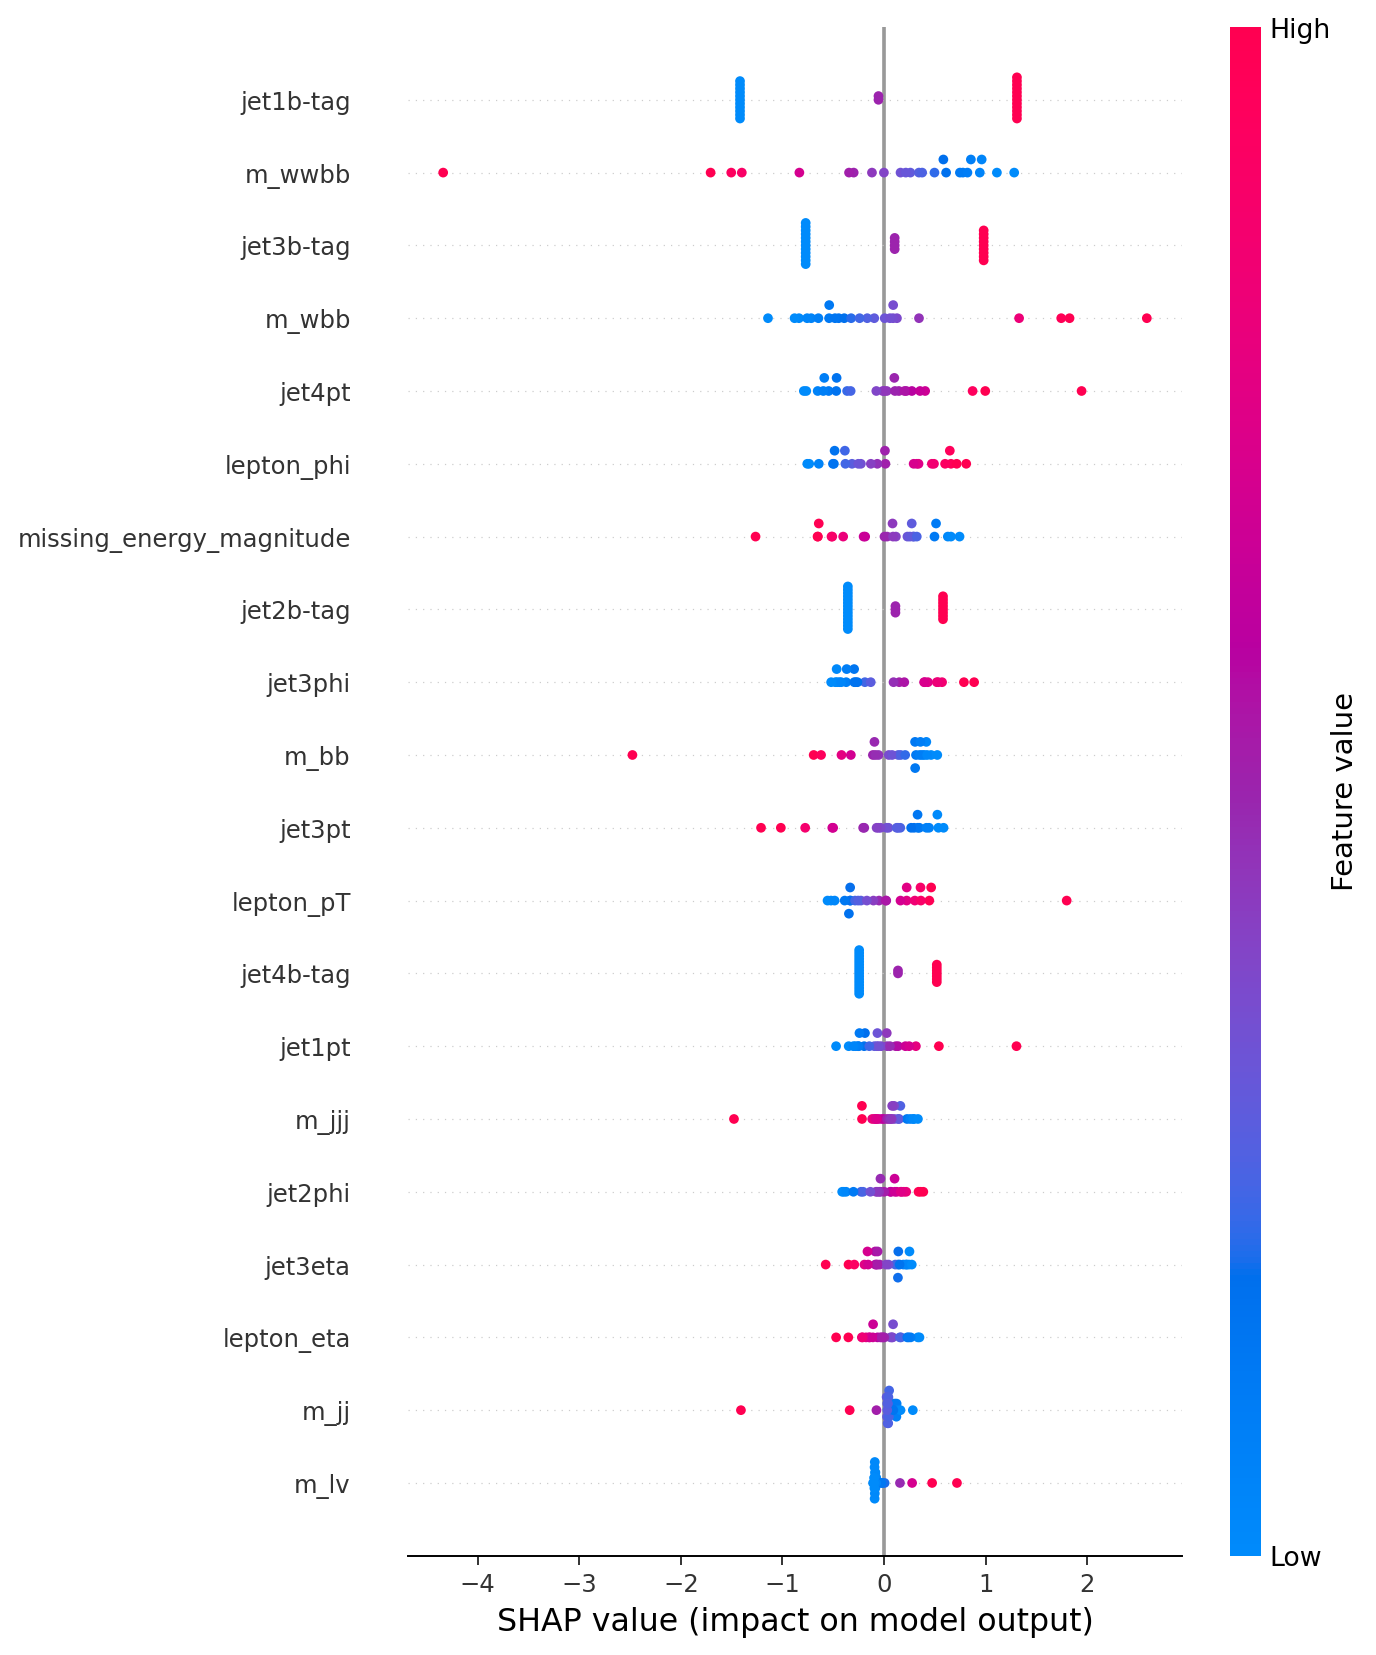 High
jet1b-tag
m_wwbb
jet3b-tag
m_wbb
jet4pt
lepton_phi
missing_energy_magnitude
jet2b-tag
jet3phi
m_bb
jet3pt
lepton_pT
jet4b-tag
jet1pt
m_jjj
jet2phi
jet3eta
lepton_eta
m_jj
m_lv
Feature value
Low
−4 −3 −2 −1 0 1 2
SHAP value (impact on model output)